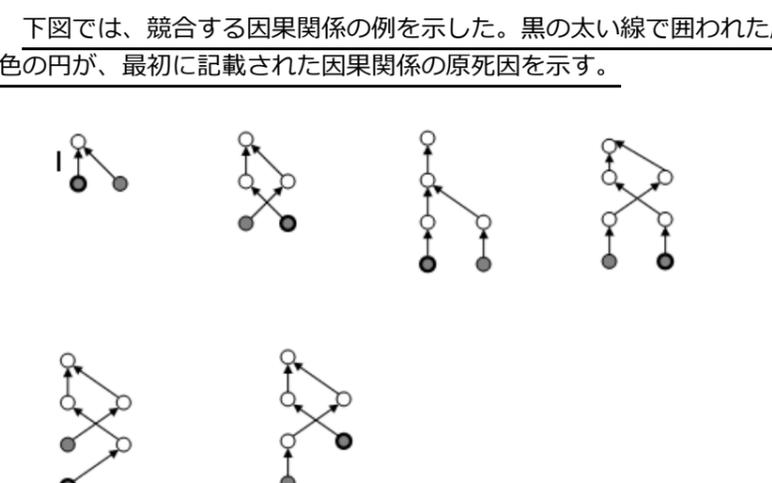 下図では、競合する因果関係の例を示した。黒の太い線で囲われた
色の円が、最初に記載された因果関係の原死因を示す。